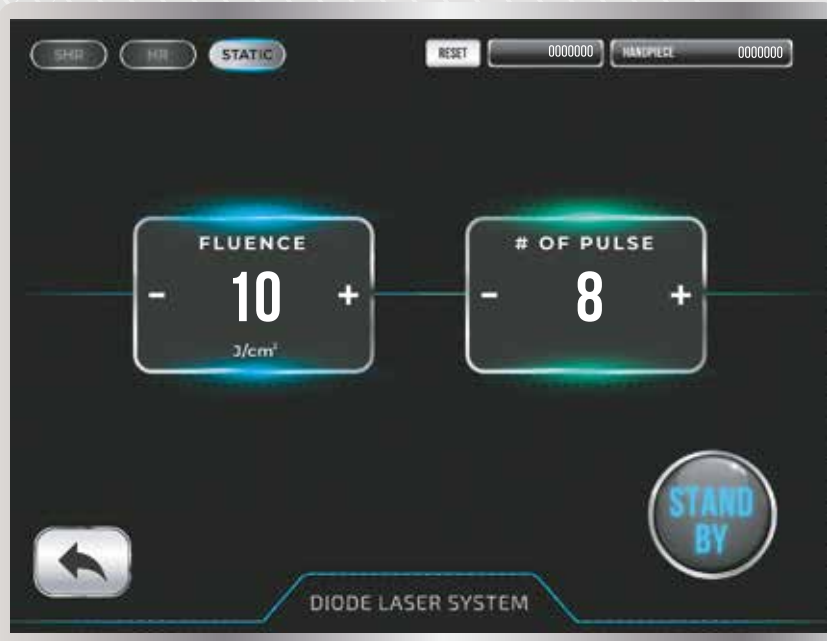 SHR HR STATIC RESET 0000000 HANDPIECE 0000000
FLUENCE
- 10 +
J/cm²
# OF PULSE
- 8 +
STAND
BY
DIODE LASER SYSTEM